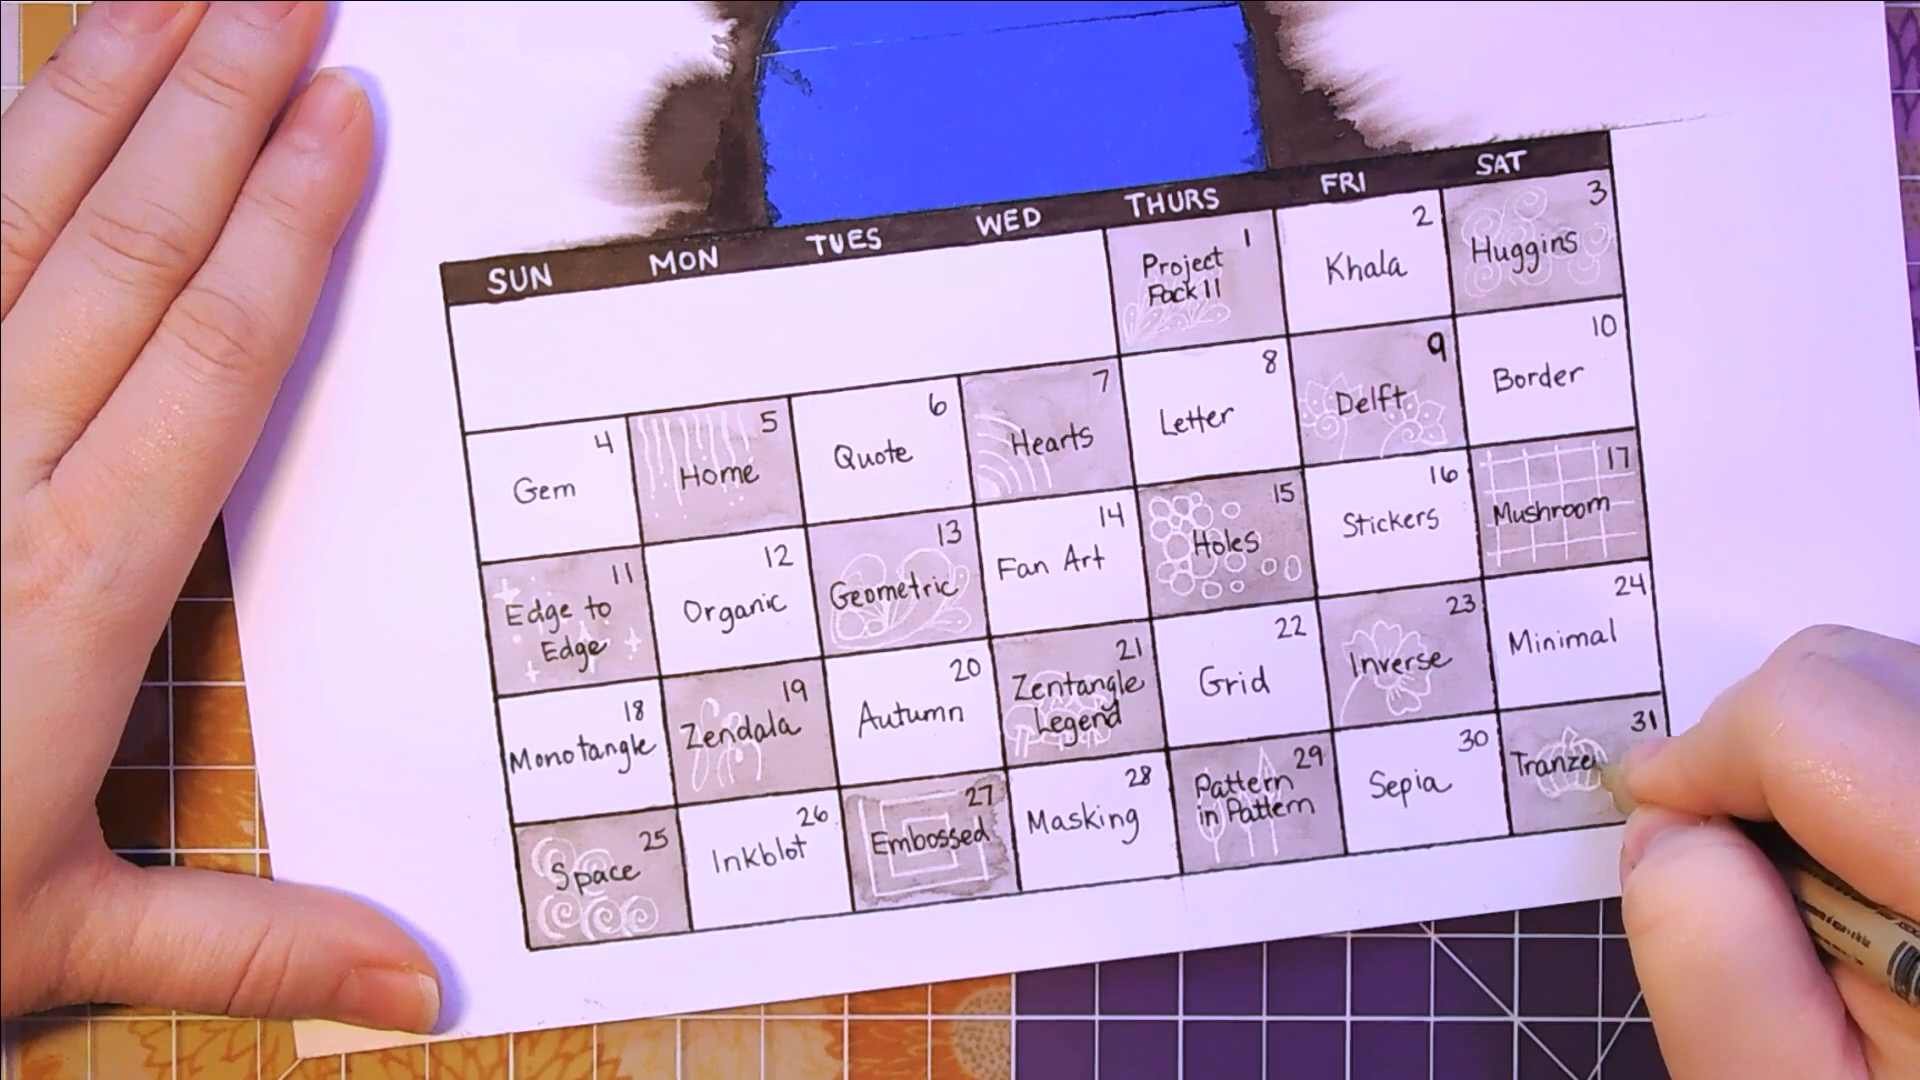 SUN MON TUES WED THURS FRI SAT
1
Project
Pack 11
2
Khala
3
Huggins
4
Gem
5
Home
6
Quote
7
Hearts
8
Letter
9
Delft
10
Border
11
Edge to
Edge
12
Organic
13
Geometric
14
Fan Art
15
Holes
16
Stickers
17
Mushroom
18
Monotangle
19
Zendala
20
Autumn
21
Zentangle
Legend
22
Grid
23
Inverse
24
Minimal
25
Space
26
Inkblot
27
Embossed
28
Masking
29
Pattern
in Pattern
30
Sepia
31
Tranze